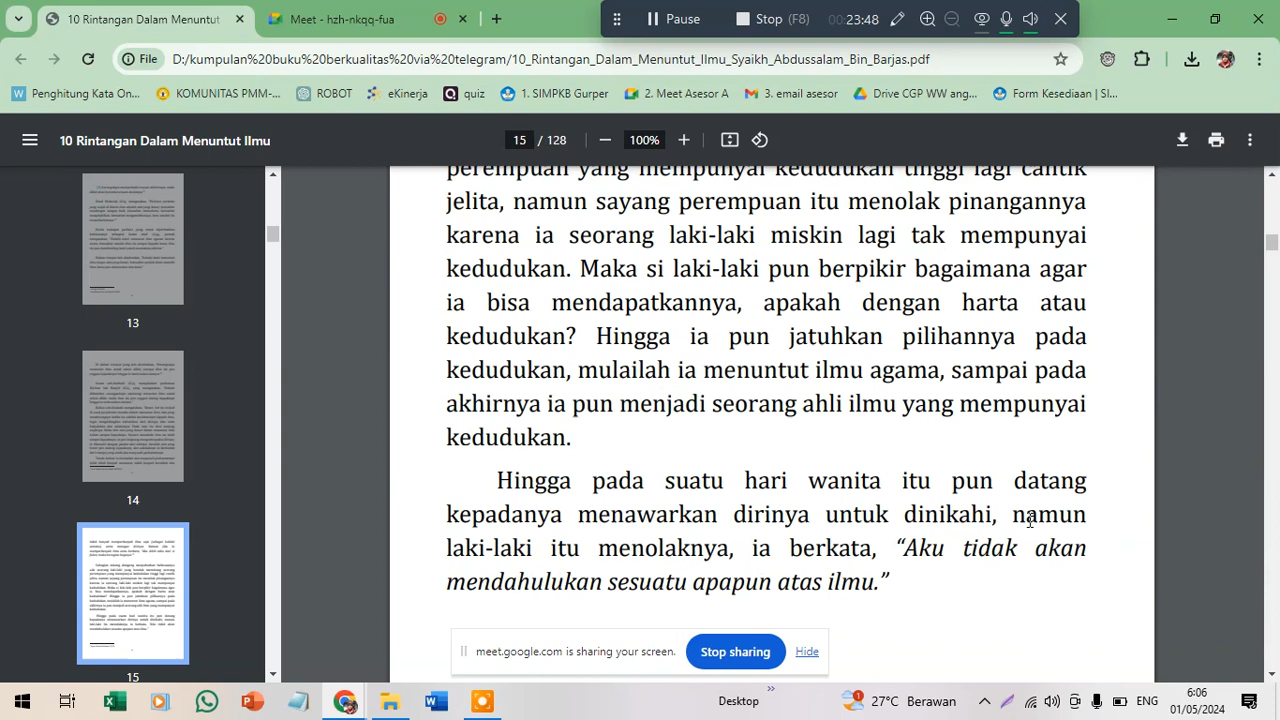 10 Rintangan Dalam Menuntut
Meet - hzh-nkqq-fua
Pause
Stop (F8)
00:23:48
File
D:/kumpulan%20buku%20berkualitas%20via%20telegram/10_Rintangan_Dalam_Menuntut_Ilmu_Syaikh_Abdussalam_Bin_Barjas.pdf
Penghitung Kata On...
KOMUNITAS PMM-...
ROBOT
eKinerja
quiz
1. SIMPKB Gurper
2. Meet Asesor A
3. email asesor
Drive CGP WW ang...
Form Kesediaan | SI...
10 Rintangan Dalam Menuntut Ilmu
15 / 128
100%
13
14
15
perempuan yang mempunyai kedudukan tinggi lagi cantik
jelita, namun sayang perempuan itu menolak pinangannya
karena ia seorang laki-laki miskin lagi tak mempunyai
kedudukan. Maka si laki-laki pun berpikir bagaimana agar
ia bisa mendapatkannya, apakah dengan harta atau
kedudukan? Hingga ia pun jatuhkan pilihannya pada
kedudukan, mulailah ia menuntut ilmu agama, sampai pada
akhirnya ia pun menjadi seorang ahli ilmu yang mempunyai
kedudukan.
Hingga pada suatu hari wanita itu pun datang
kepadanya menawarkan dirinya untuk dinikahi, namun
laki-laki itu menolaknya, ia berkata, “Aku tidak akan
mendahulukan sesuatu apapun atas ilmu.”
meet.google.com is sharing your screen.
Stop sharing
Hide
Desktop
27°C Berawan
ENG
6:06
01/05/2024